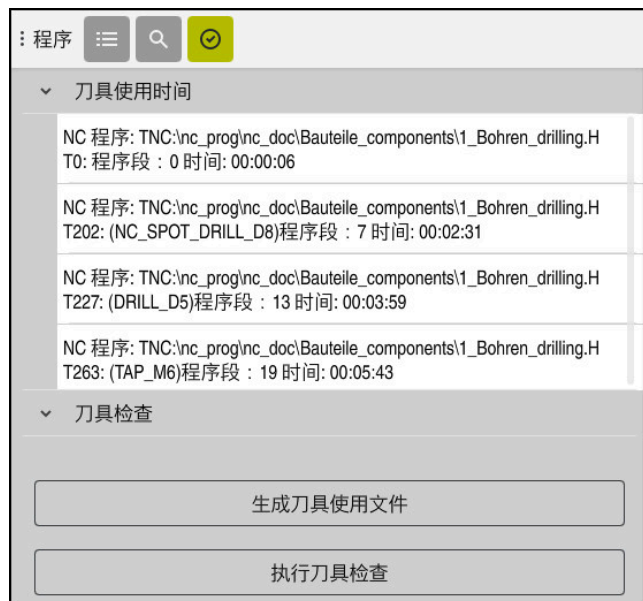 程序
刀具使用时间
NC 程序: TNC:\nc_prog\nc_doc\Bauteile_components\1_Bohren_drilling.H
T0: 程序段：0 时间: 00:00:06
NC 程序: TNC:\nc_prog\nc_doc\Bauteile_components\1_Bohren_drilling.H
T202: (NC_SPOT_DRILL_D8)程序段：7 时间: 00:02:31
NC 程序: TNC:\nc_prog\nc_doc\Bauteile_components\1_Bohren_drilling.H
T227: (DRILL_D5)程序段：13 时间: 00:03:59
NC 程序: TNC:\nc_prog\nc_doc\Bauteile_components\1_Bohren_drilling.H
T263: (TAP_M6)程序段：19 时间: 00:05:43
刀具检查
生成刀具使用文件
执行刀具检查